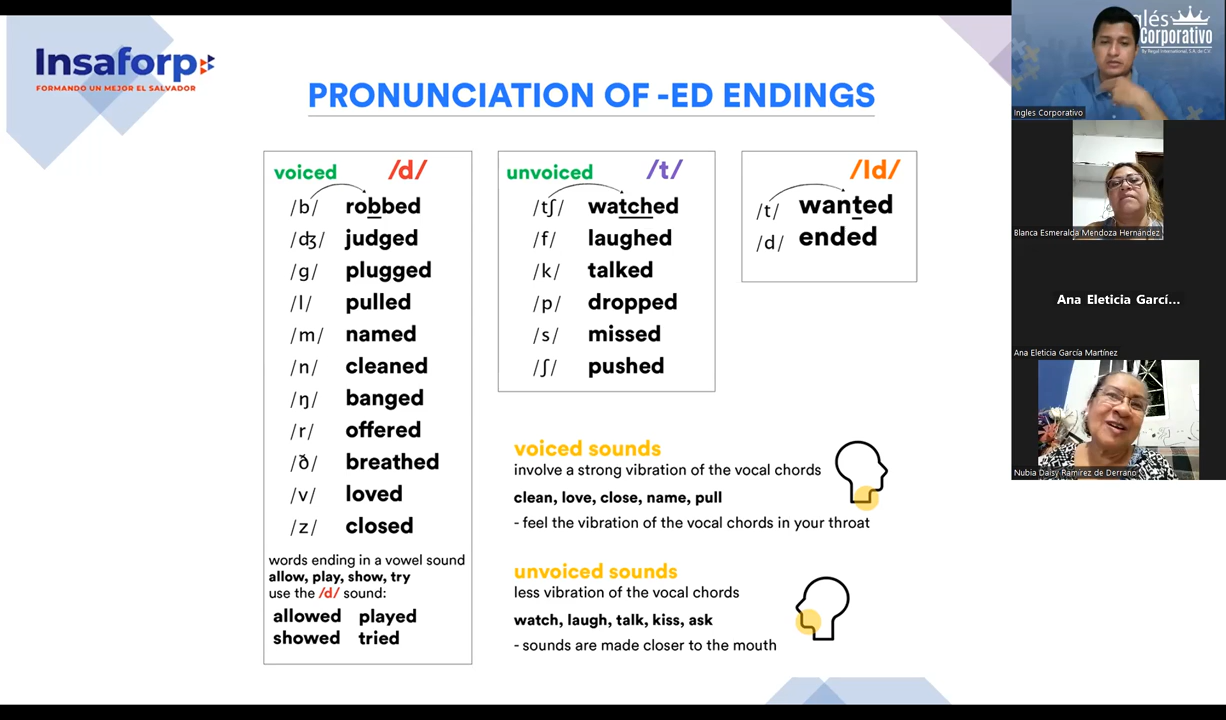 Insaforp
FORMANDO UN MEJOR EL SALVADOR
PRONUNCIATION OF -ED ENDINGS
voiced /d/
/b/ robbed
/ʤ/ judged
/g/ plugged
/l/ pulled
/m/ named
/n/ cleaned
/ŋ/ banged
/r/ offered
/ð/ breathed
/v/ loved
/z/ closed
words ending in a vowel sound
allow, play, show, try
use the /d/ sound:
allowed played
showed tried
unvoiced /t/
/tʃ/ watched
/f/ laughed
/k/ talked
/p/ dropped
/s/ missed
/ʃ/ pushed
/Id/
/t/ wanted
/d/ ended
voiced sounds
involve a strong vibration of the vocal chords
clean, love, close, name, pull
- feel the vibration of the vocal chords in your throat
unvoiced sounds
less vibration of the vocal chords
watch, laugh, talk, kiss, ask
- sounds are made closer to the mouth
glés
Corporativo
By Regal International, S.A. de C.V.
Ingles Corporativo
Blanca Esmeralda Mendoza Hernández
Ana Eleticia Garcí...
Ana Eleticia García Martínez
Nubia Daisy Ramírez de Derrano